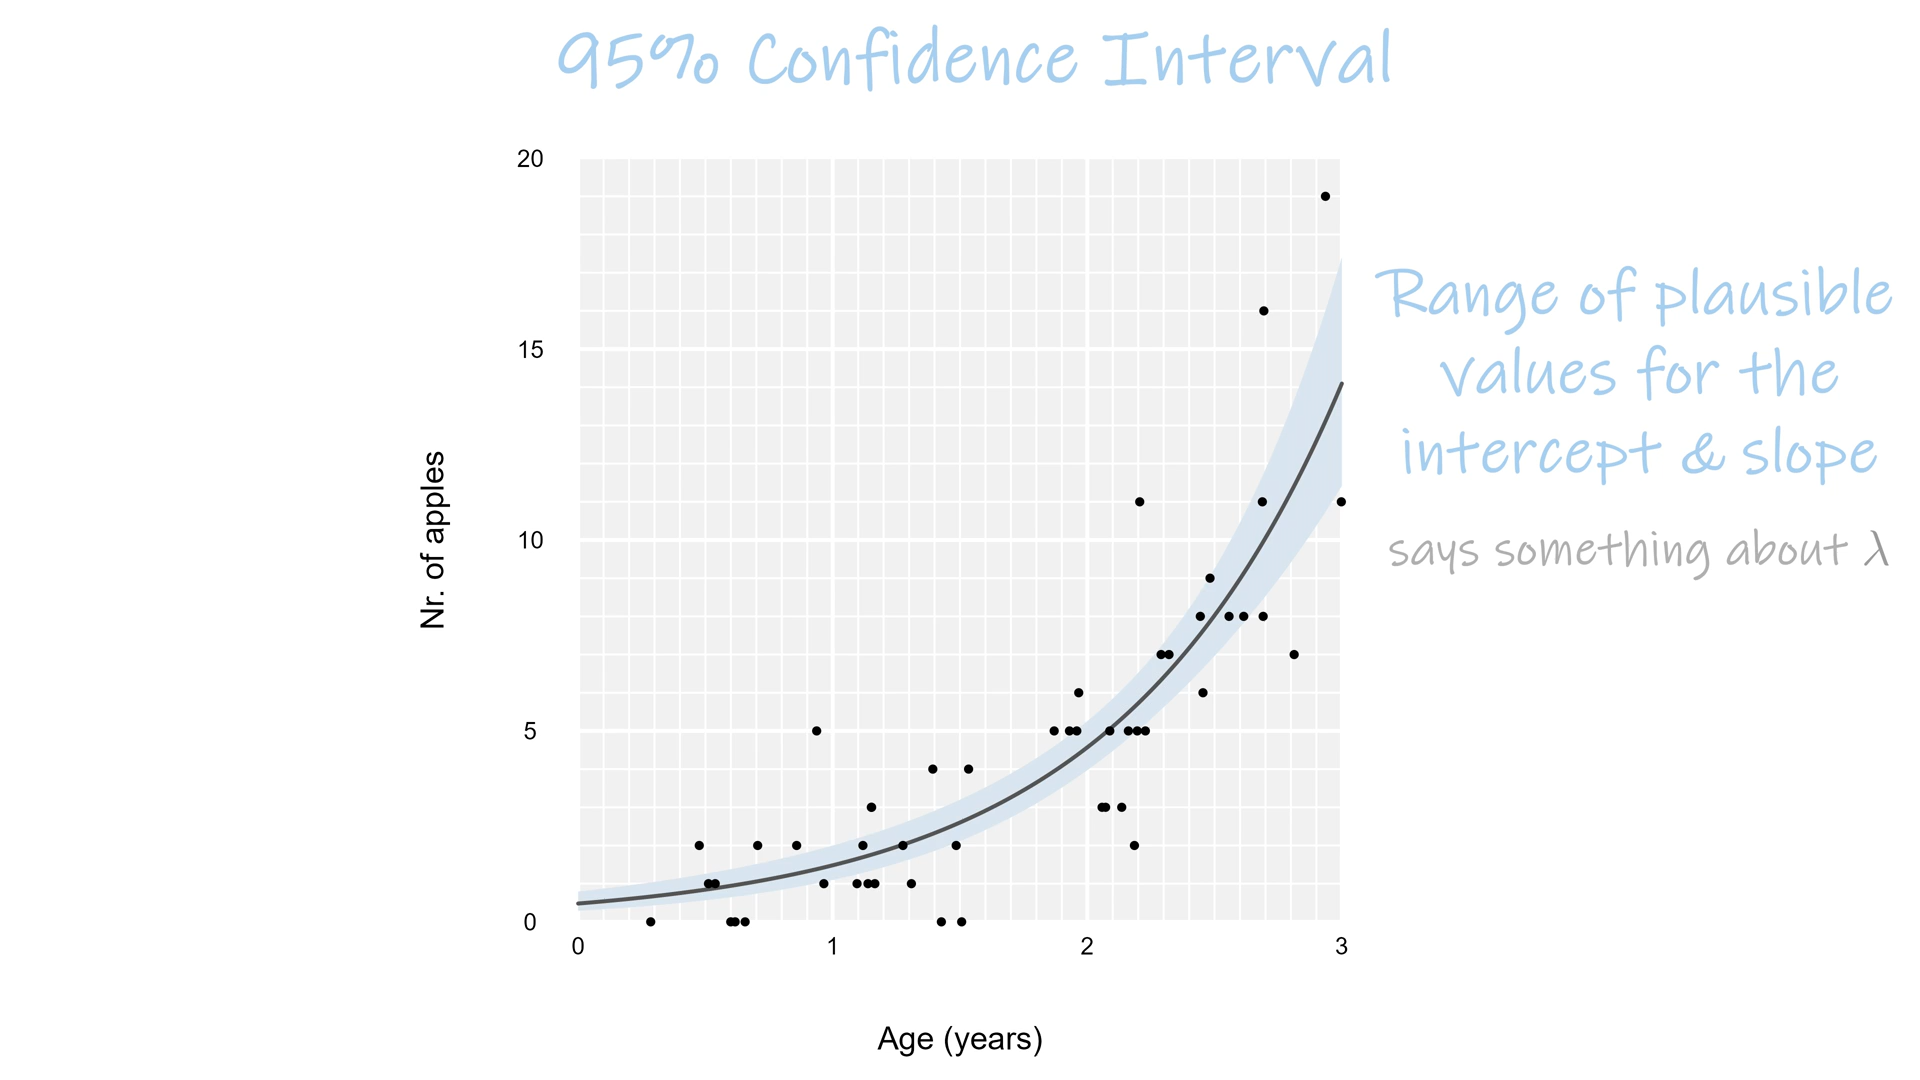 95% Confidence Interval
20
15
10
5
0
0 1 2 3
Nr. of apples
Age (years)
Range of plausible
values for the
intercept & slope
says something about λ